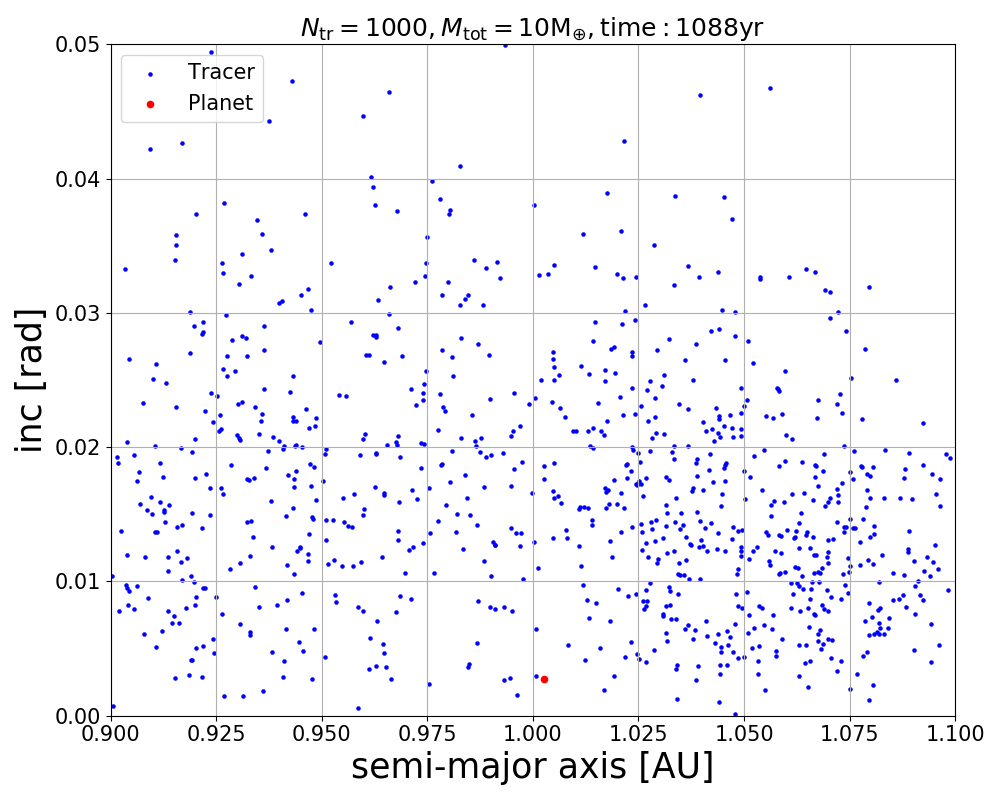 N_tr = 1000, M_tot = 10M_⊕, time : 1088yr
Tracer
Planet
0.05
0.04
0.03
0.02
0.01
0.00
inc [rad]
0.900 0.925 0.950 0.975 1.000 1.025 1.050 1.075 1.100
semi-major axis [AU]